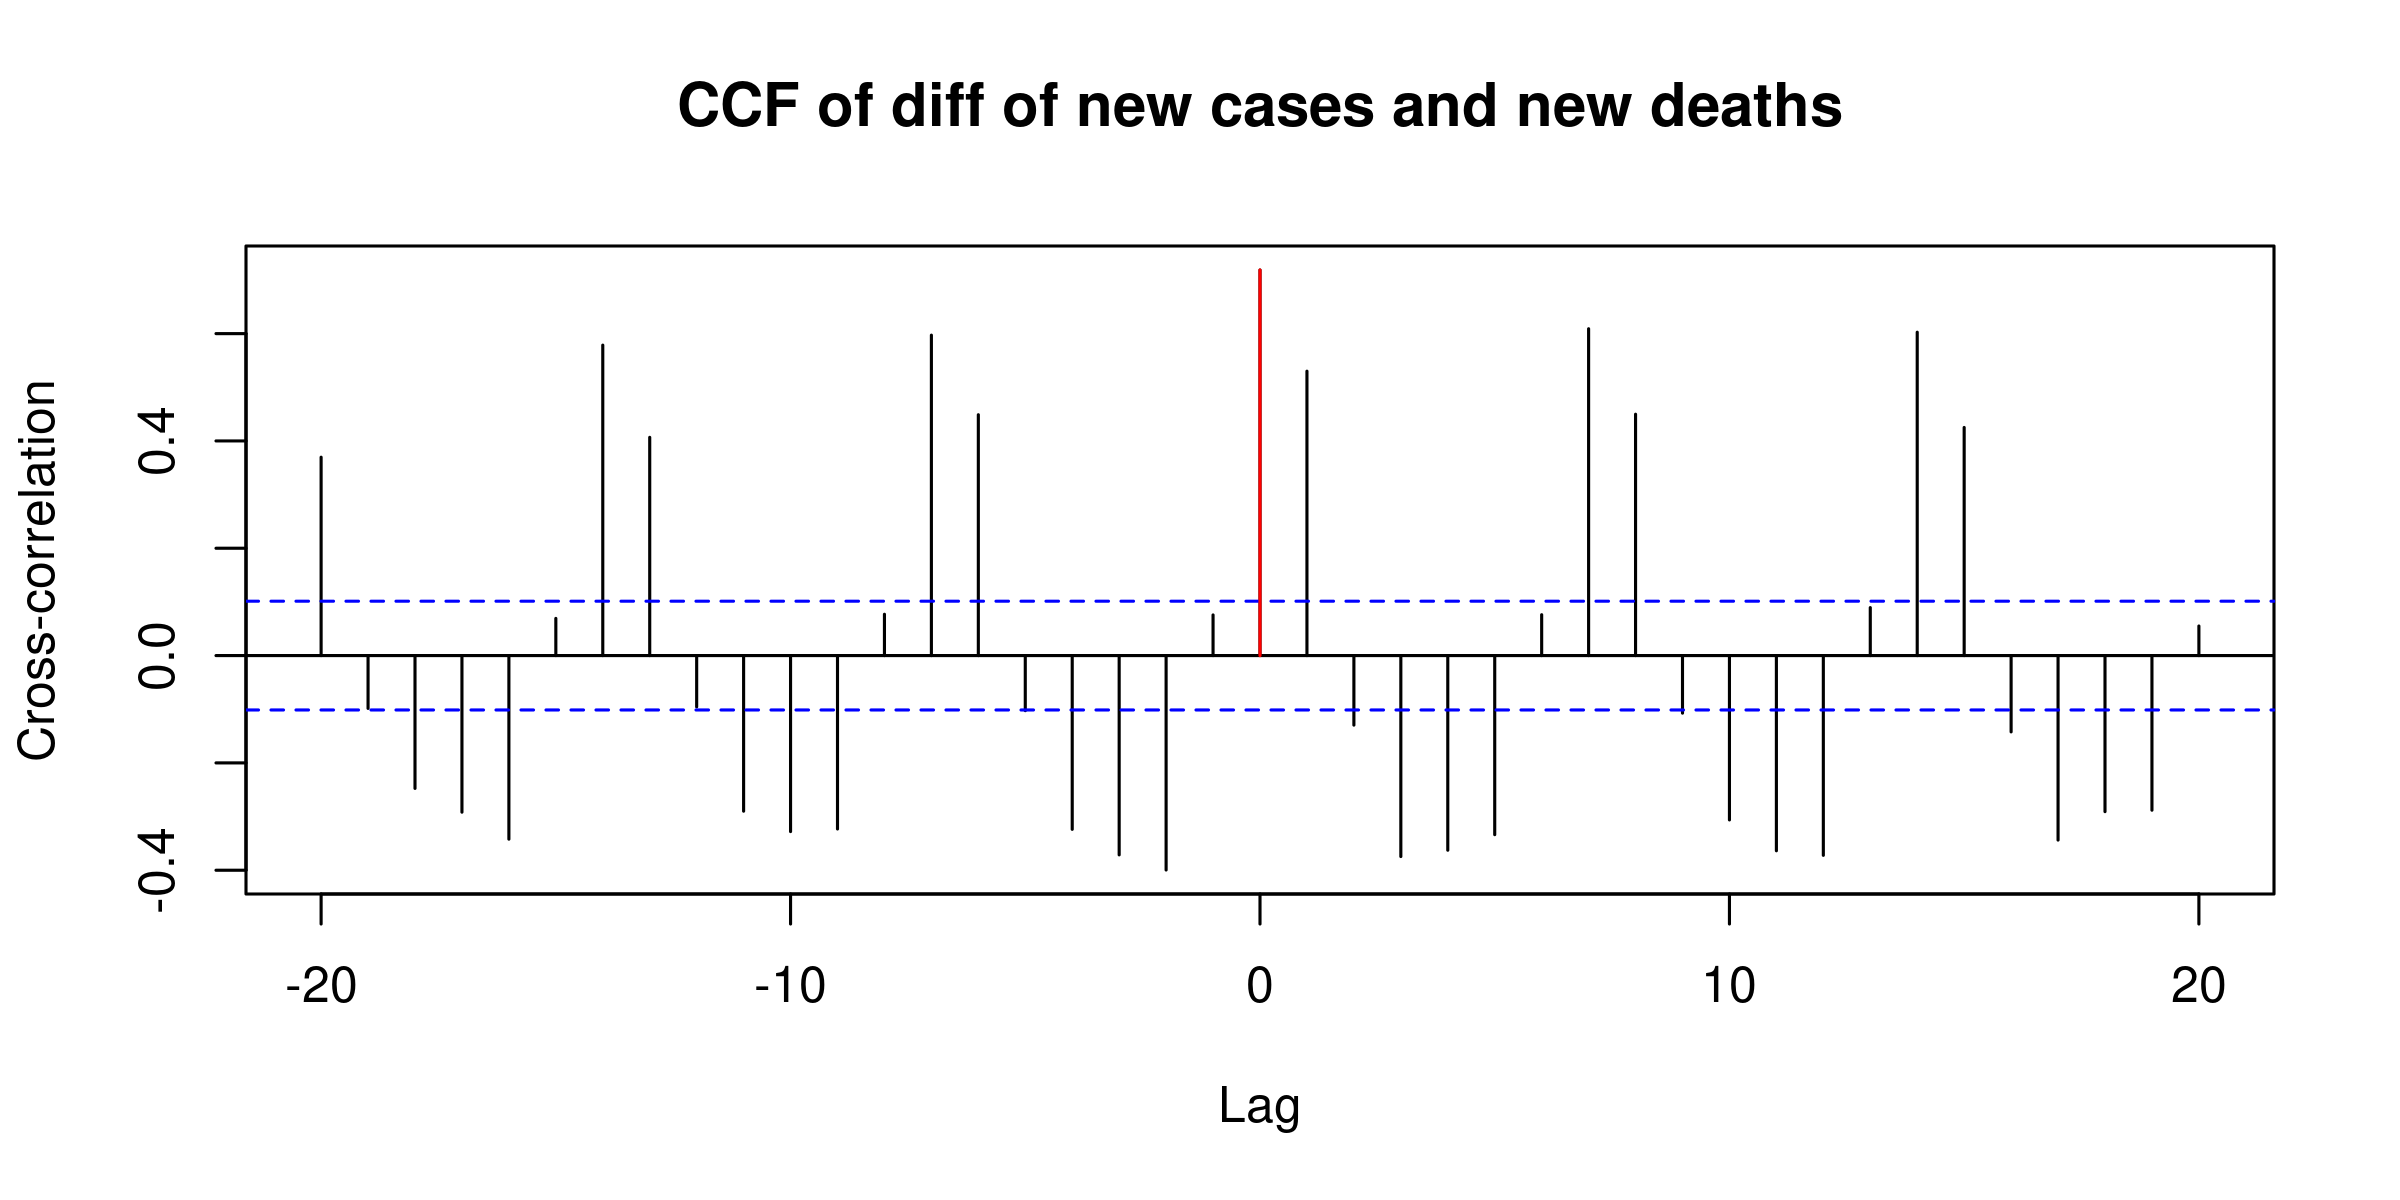 CCF of diff of new cases and new deaths
Cross-correlation
0.4
0.0
-0.4
-20 -10 0 10 20
Lag